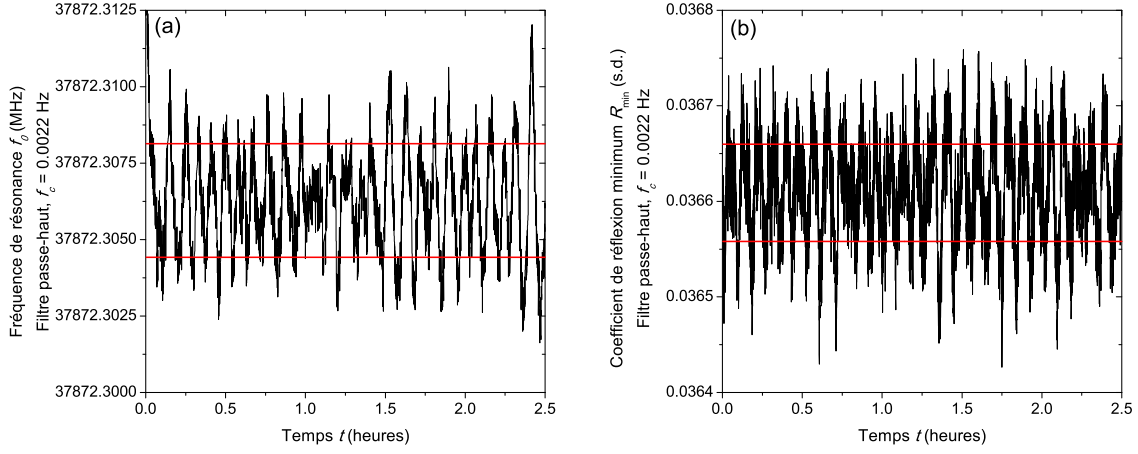 (a)
37872.3125
37872.3100
37872.3075
37872.3050
37872.3025
37872.3000
Fréquence de résonance f0 (MHz)
Filtre passe-haut, fc = 0.0022 Hz
0.0 0.5 1.0 1.5 2.0 2.5
Temps t (heures)
(b)
0.0368
0.0367
0.0366
0.0365
0.0364
Coefficient de réflexion minimum Rmin (s.d.)
Filtre passe-haut, fc = 0.0022 Hz
0.0 0.5 1.0 1.5 2.0 2.5
Temps t (heures)